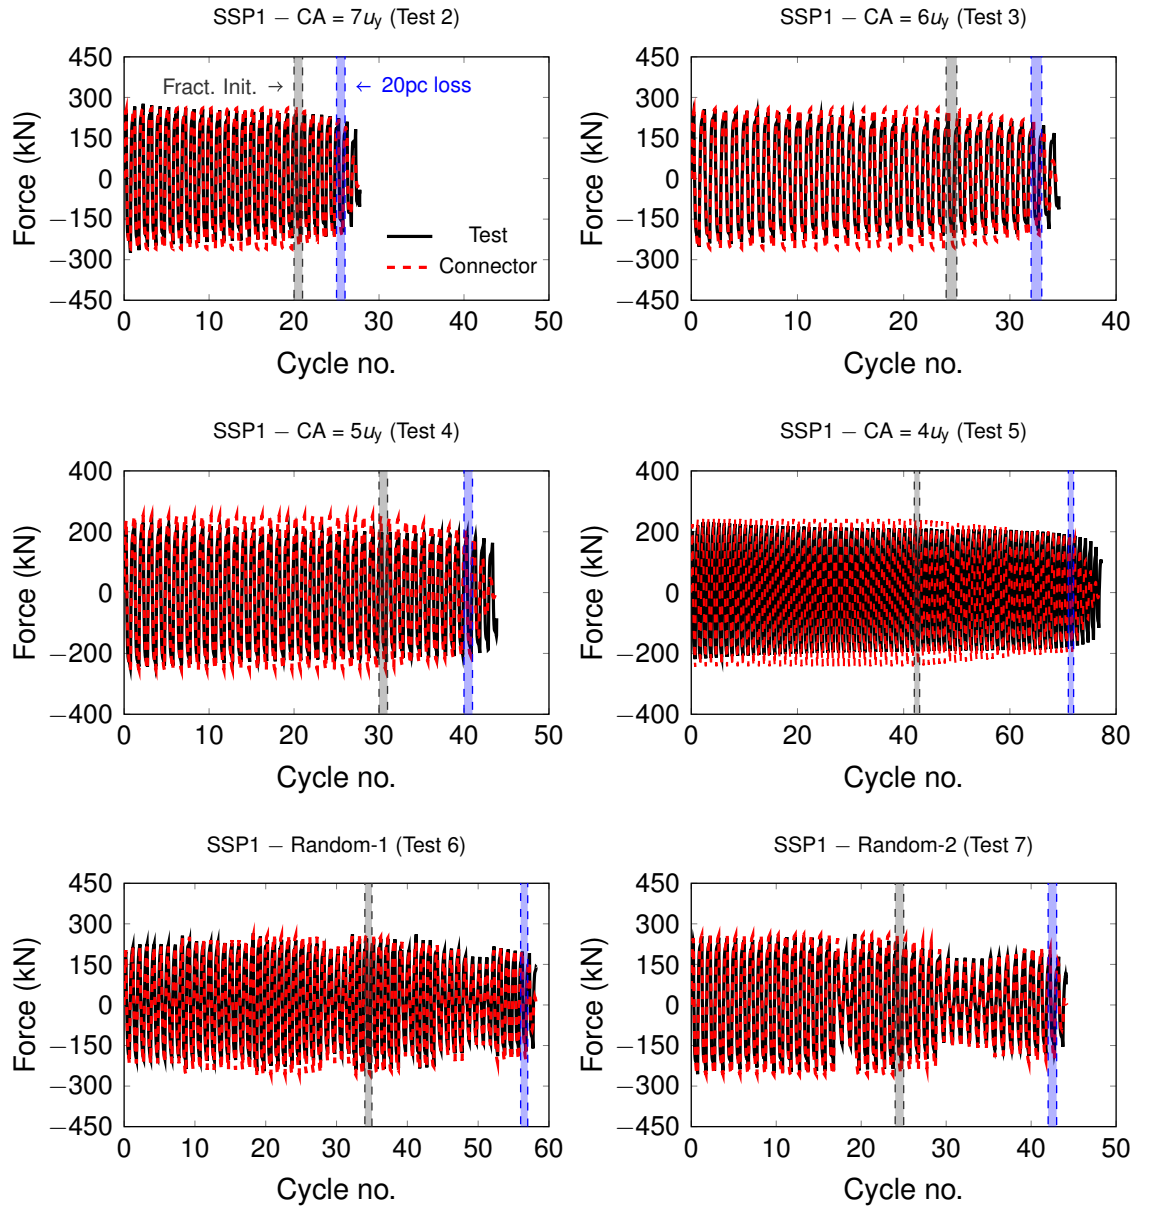 SSP1 − CA = 7uy (Test 2)
450
300
150
0
−150
−300
−450
Force (kN)
Fract. Init. →
← 20pc loss
Test
Connector
0 10 20 30 40 50
Cycle no.
SSP1 − CA = 6uy (Test 3)
450
300
150
0
−150
−300
−450
Force (kN)
0 10 20 30 40
Cycle no.
SSP1 − CA = 5uy (Test 4)
400
200
0
−200
−400
Force (kN)
0 10 20 30 40 50
Cycle no.
SSP1 − CA = 4uy (Test 5)
400
200
0
−200
−400
Force (kN)
0 20 40 60 80
Cycle no.
SSP1 − Random-1 (Test 6)
450
300
150
0
−150
−300
−450
Force (kN)
0 10 20 30 40 50 60
Cycle no.
SSP1 − Random-2 (Test 7)
450
300
150
0
−150
−300
−450
Force (kN)
0 10 20 30 40 50
Cycle no.